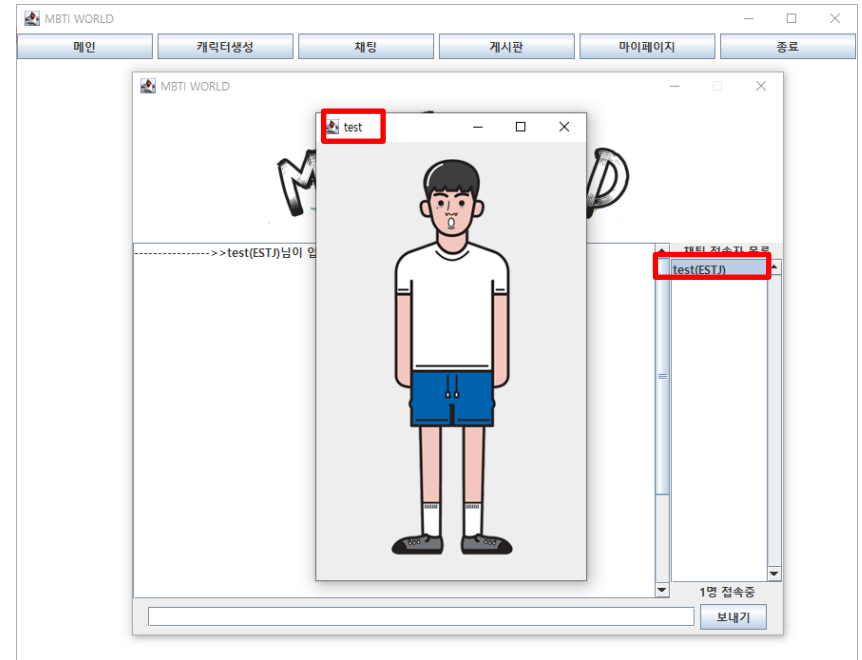 MBTI WORLD
메인 캐릭터생성 채팅 게시판 마이페이지 종료
MBTI WORLD
test
M D
채팅 접속자 목록
--------------->>test(ESTJ)님이 입
test(ESTJ)
1명 접속중
보내기